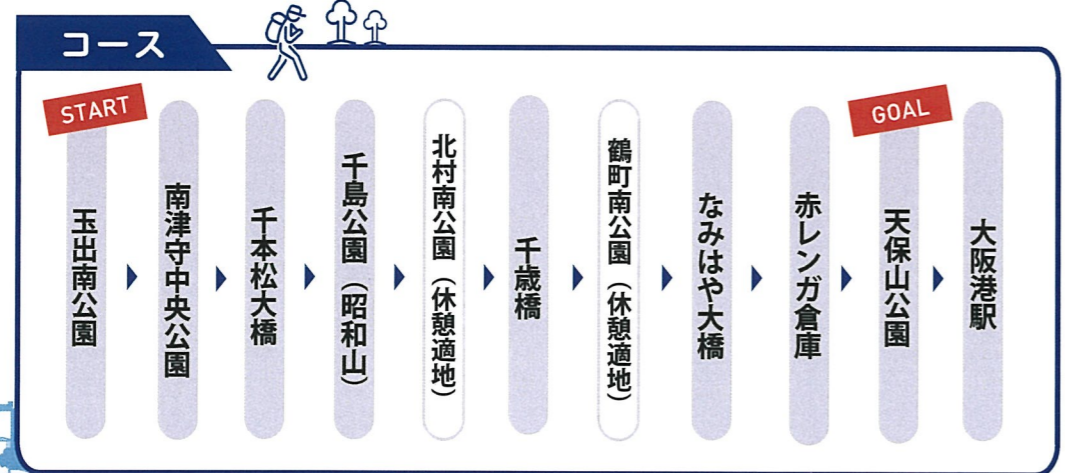 コース
START
玉出南公園
南津守中央公園
千本松大橋
千島公園（昭和山）
北村南公園（休憩適地）
千歳橋
鶴町南公園（休憩適地）
なみはや大橋
赤レンガ倉庫
GOAL
天保山公園
大阪港駅